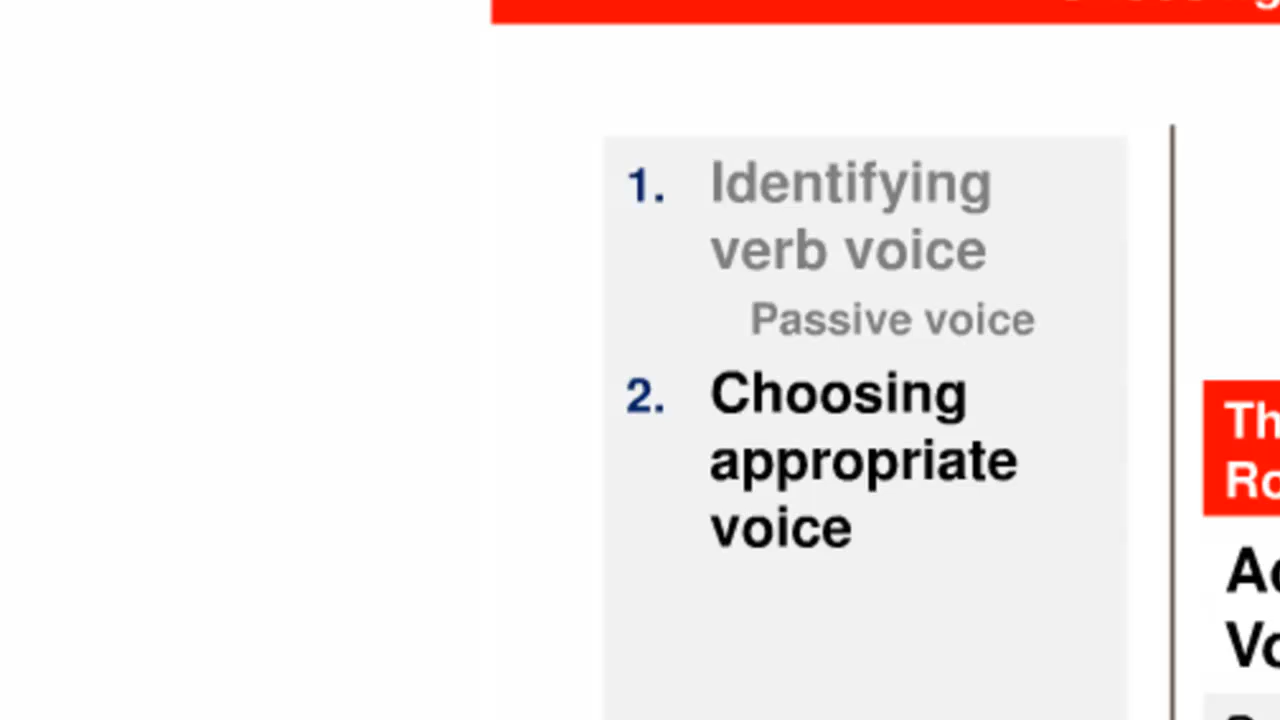 1. Identifying
verb voice
Passive voice
2. Choosing
appropriate
voice